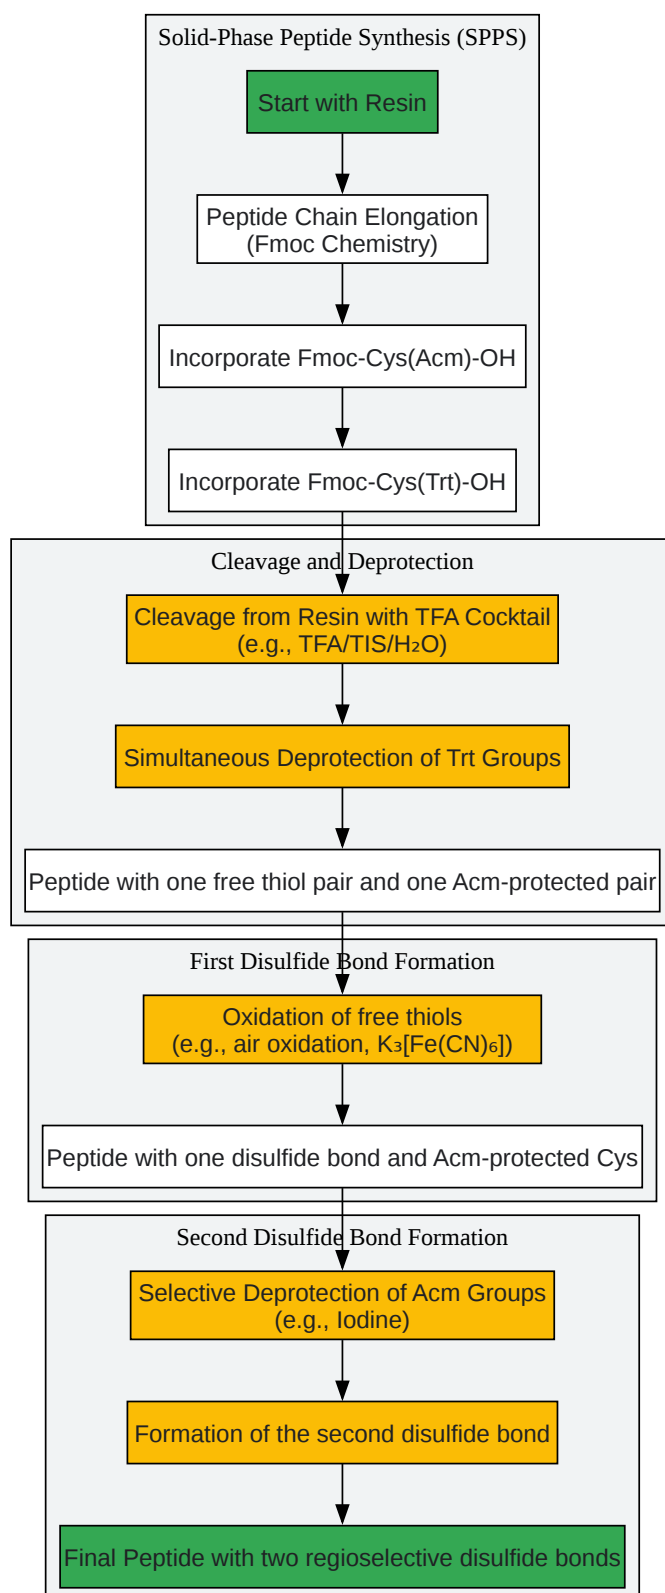 Solid-Phase Peptide Synthesis (SPPS)
Start with Resin
Peptide Chain Elongation
(Fmoc Chemistry)
Incorporate Fmoc-Cys(Acm)-OH
Incorporate Fmoc-Cys(Trt)-OH
Cleavage and Deprotection
Cleavage from Resin with TFA Cocktail
(e.g., TFA/TIS/H₂O)
Simultaneous Deprotection of Trt Groups
Peptide with one free thiol pair and one Acm-protected pair
First Disulfide Bond Formation
Oxidation of free thiols
(e.g., air oxidation, K₃[Fe(CN)₆])
Peptide with one disulfide bond and Acm-protected Cys
Second Disulfide Bond Formation
Selective Deprotection of Acm Groups
(e.g., Iodine)
Formation of the second disulfide bond
Final Peptide with two regioselective disulfide bonds